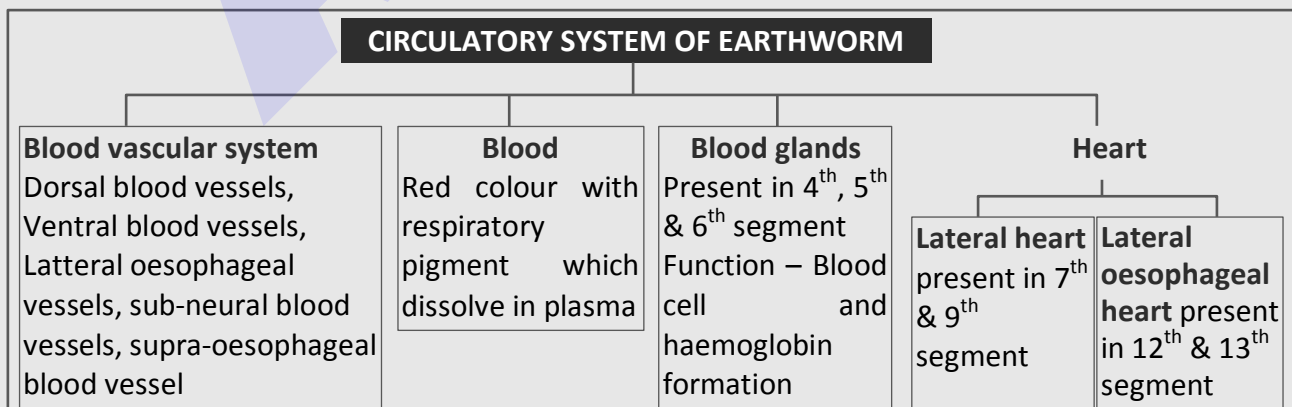 CIRCULATORY SYSTEM OF EARTHWORM
Blood vascular system
Dorsal blood vessels,
Ventral blood vessels,
Latteral oesophageal
vessels, sub-neural blood
vessels, supra-oesophageal
blood vessel
Blood
Red colour with
respiratory
pigment which
dissolve in plasma
Blood glands
Present in 4th, 5th
& 6th segment
Function – Blood
cell and
haemoglobin
formation
Heart
Lateral heart
present in 7th
& 9th
segment
Lateral
oesophageal
heart present
in 12th & 13th
segment